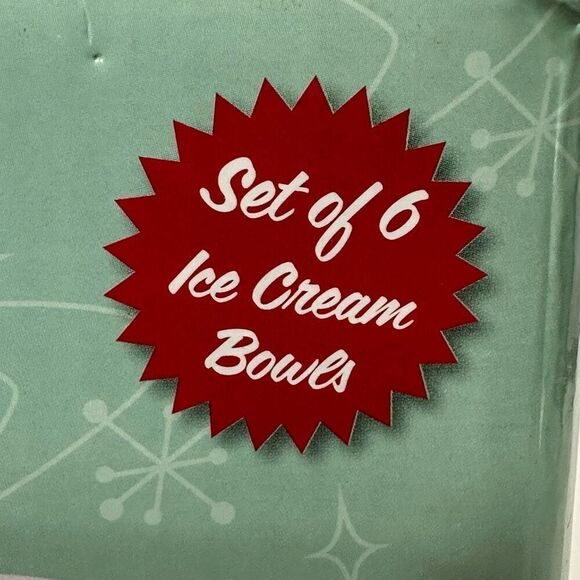 Set of 6
Ice Cream
Bowls